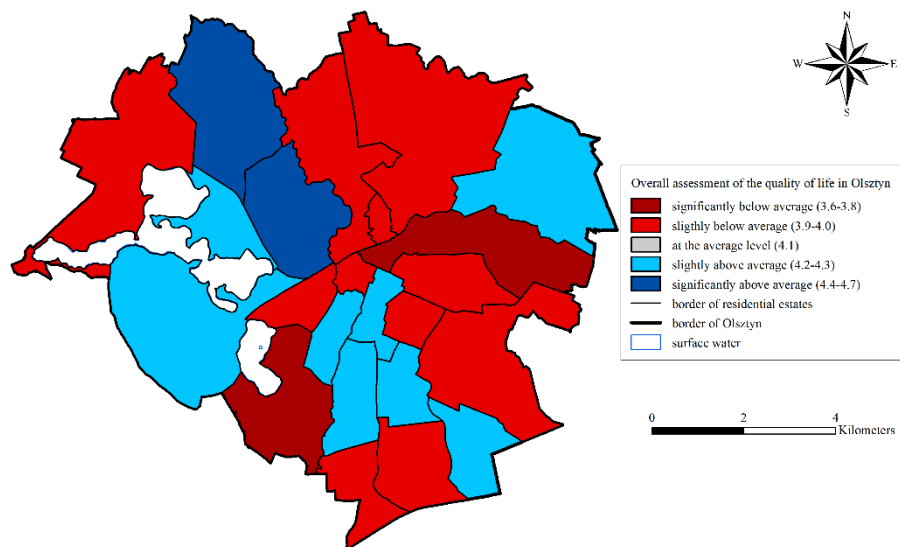 N
W
E
S
Overall assessment of the quality of life in Olsztyn
significantly below average (3.6-3.8)
sligthly below average (3.9-4.0)
at the average level (4.1)
slightly above average (4.2-4.3)
significantly above average (4.4-4.7)
border of residential estates
border of Olsztyn
surface water
0 2 4
Kilometers